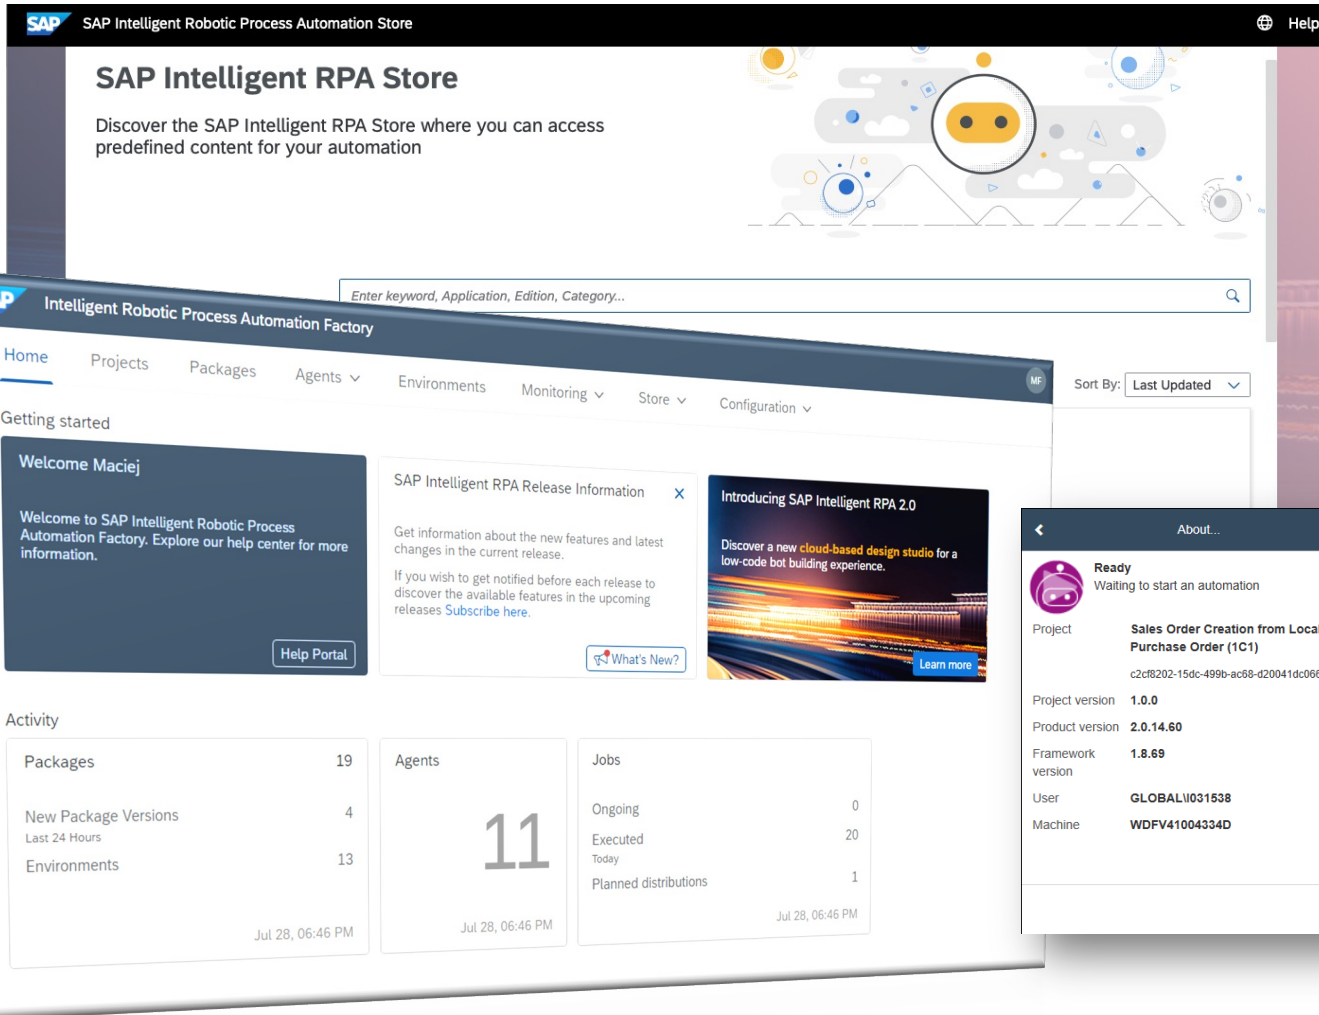 SAP SAP Intelligent Robotic Process Automation Store Help
SAP Intelligent RPA Store
Discover the SAP Intelligent RPA Store where you can access
predefined content for your automation
Enter keyword, Application, Edition, Category...
Sort By: Last Updated
P Intelligent Robotic Process Automation Factory
MF
Home Projects Packages Agents Environments Monitoring Store Configuration
Getting started
Welcome Maciej
Welcome to SAP Intelligent Robotic Process
Automation Factory. Explore our help center for more
information.
Help Portal
SAP Intelligent RPA Release Information
Get information about the new features and latest
changes in the current release.
If you wish to get notified before each release to
discover the available features in the upcoming
releases Subscribe here.
What's New?
Introducing SAP Intelligent RPA 2.0
Discover a new cloud-based design studio for a
low-code bot building experience.
Learn more
Activity
Packages 19
New Package Versions 4
Last 24 Hours
Environments 13
Jul 28, 06:46 PM
Agents
11
Jul 28, 06:46 PM
Jobs
Ongoing 0
Executed 20
Today
Planned distributions 1
Jul 28, 06:46 PM
About...
Ready
Waiting to start an automation
Project Sales Order Creation from Local
Purchase Order (1C1)
c2cf8202-15dc-499b-ac68-d20041dc066
Project version 1.0.0
Product version 2.0.14.60
Framework 1.8.69
version
User GLOBAL\I031538
Machine WDFV41004334D